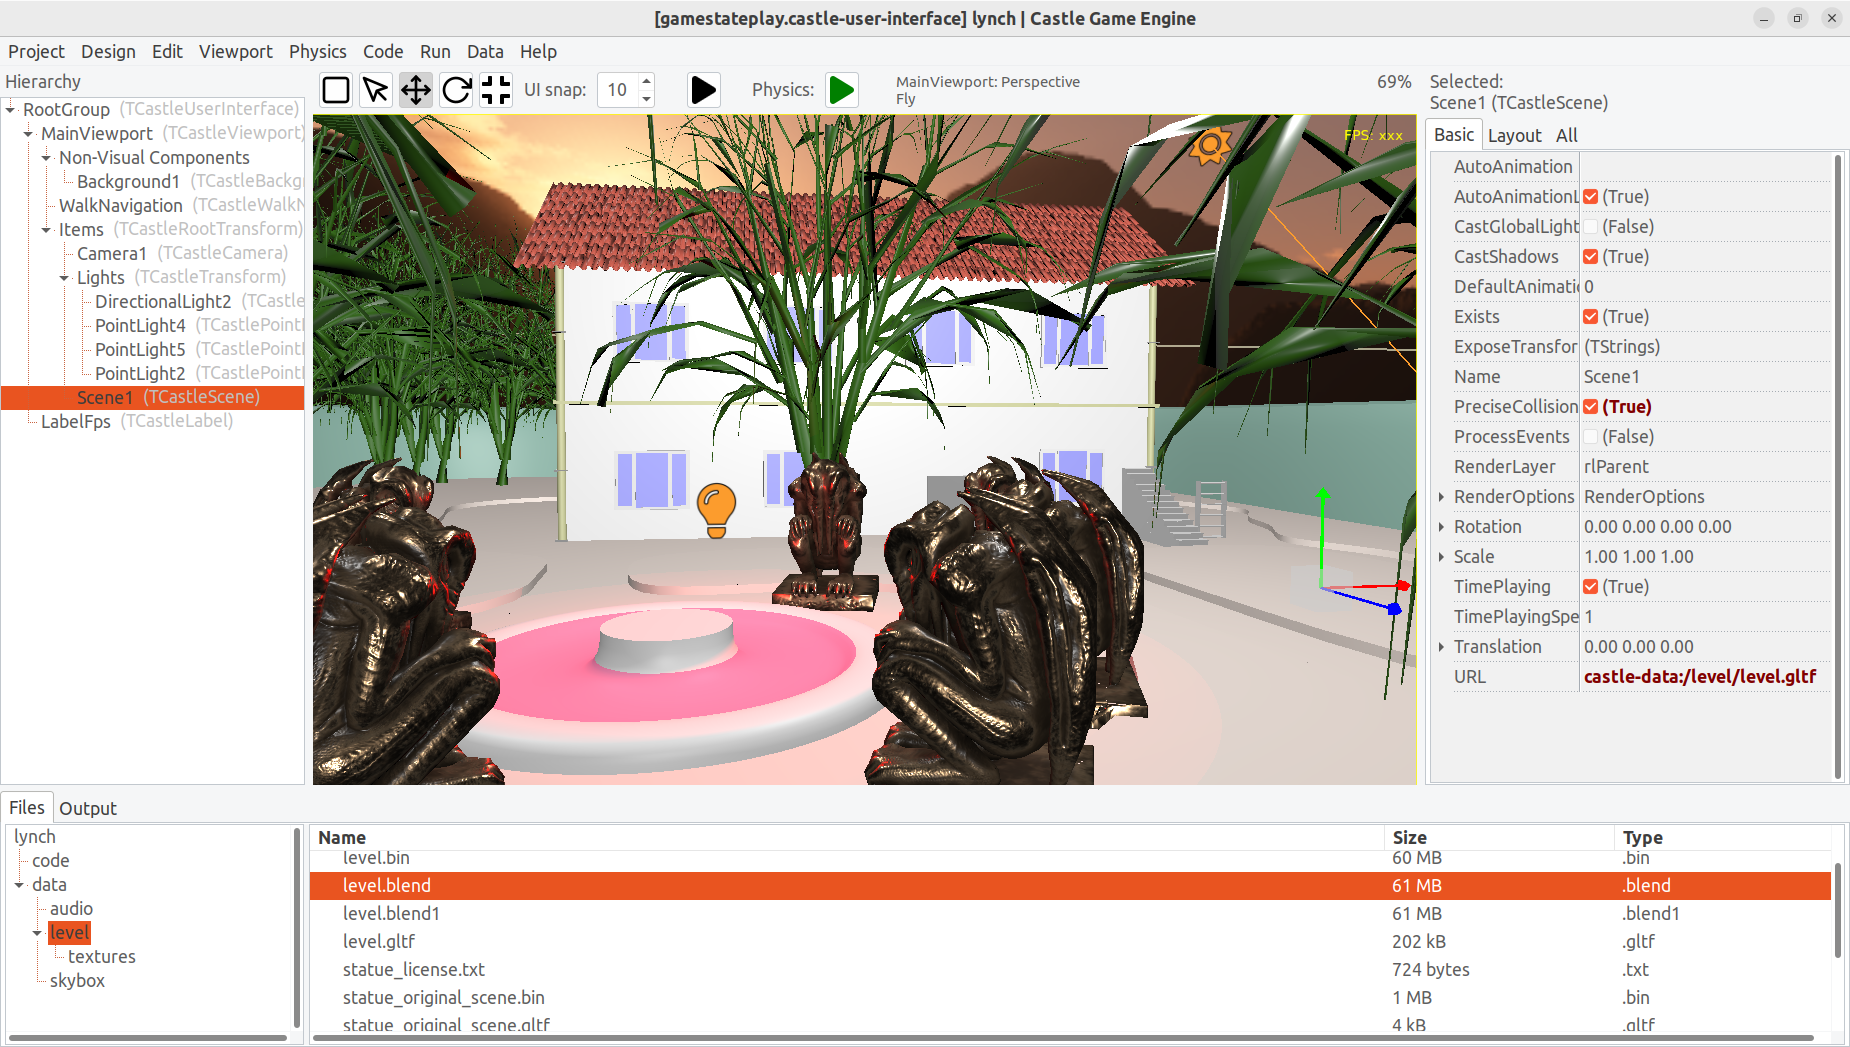 [gamestateplay.castle-user-interface] lynch | Castle Game Engine
Project Design Edit Viewport Physics Code Run Data Help
Hierarchy
RootGroup (TCastleUserInterface)
MainViewport (TCastleViewport)
Non-Visual Components
Background1 (TCastleBackg
WalkNavigation (TCastleWalkN
Items (TCastleRootTransform)
Camera1 (TCastleCamera)
Lights (TCastleTransform)
DirectionalLight2 (TCastle
PointLight4 (TCastlePoint
PointLight5 (TCastlePoint
PointLight2 (TCastlePoint
Scene1 (TCastleScene)
LabelFps (TCastleLabel)
UI snap: 10
Physics:
MainViewport: Perspective
Fly
69%
FPS: xxx
Selected:
Scene1 (TCastleScene)
Basic Layout All
AutoAnimation
AutoAnimationL (True)
CastGlobalLight (False)
CastShadows (True)
DefaultAnimatio 0
Exists (True)
ExposeTransfor (TStrings)
Name Scene1
PreciseCollision (True)
ProcessEvents (False)
RenderLayer rlParent
RenderOptions RenderOptions
Rotation 0.00 0.00 0.00 0.00
Scale 1.00 1.00 1.00
TimePlaying (True)
TimePlayingSpe 1
Translation 0.00 0.00 0.00
URL castle-data:/level/level.gltf
Files Output
lynch
code
data
audio
level
textures
skybox
Name Size Type
level.bin 60 MB .bin
level.blend 61 MB .blend
level.blend1 61 MB .blend1
level.gltf 202 kB .gltf
statue_license.txt 724 bytes .txt
statue_original_scene.bin 1 MB .bin
statue_original_scene.gltf 4 kB .gltf